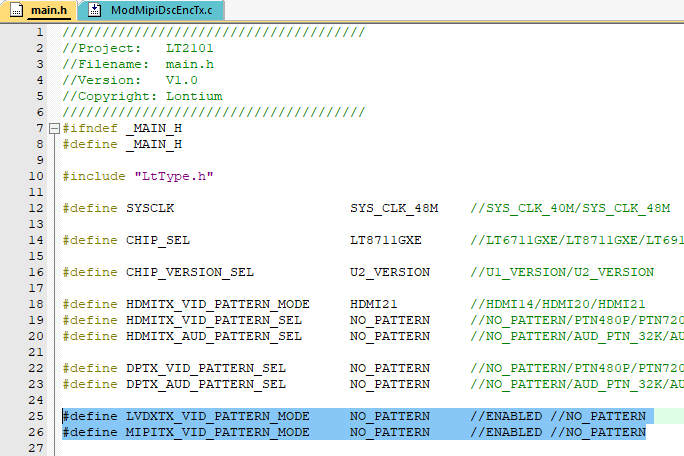 main.h ModMipiDscEncTx.c
1 ///////////////////////////////////////
2 //Project: LT2101
3 //Filename: main.h
4 //Version: V1.0
5 //Copyright: Lontium
6 ///////////////////////////////////////
7 #ifndef _MAIN_H
8 #define _MAIN_H
9
10 #include "LtType.h"
11
12 #define SYSCLK SYS_CLK_48M //SYS_CLK_40M/SYS_CLK_48M
13
14 #define CHIP_SEL LT8711GXE //LT6711GXE/LT8711GXE/LT691
15
16 #define CHIP_VERSION_SEL U2_VERSION //U1_VERSION/U2_VERSION
17
18 #define HDMITX_VID_PATTERN_MODE HDMI21 //HDMI14/HDMI20/HDMI21
19 #define HDMITX_VID_PATTERN_SEL NO_PATTERN //NO_PATTERN/PTN480P/PTN720
20 #define HDMITX_AUD_PATTERN_SEL NO_PATTERN //NO_PATTERN/AUD_PTN_32K/AU
21
22 #define DPTX_VID_PATTERN_SEL NO_PATTERN //NO_PATTERN/PTN480P/PTN720
23 #define DPTX_AUD_PATTERN_SEL NO_PATTERN //NO_PATTERN/AUD_PTN_32K/AU
24
25 #define LVDXTX_VID_PATTERN_MODE NO_PATTERN //ENABLED //NO_PATTERN
26 #define MIPITX_VID_PATTERN_MODE NO_PATTERN //ENABLED //NO_PATTERN
27